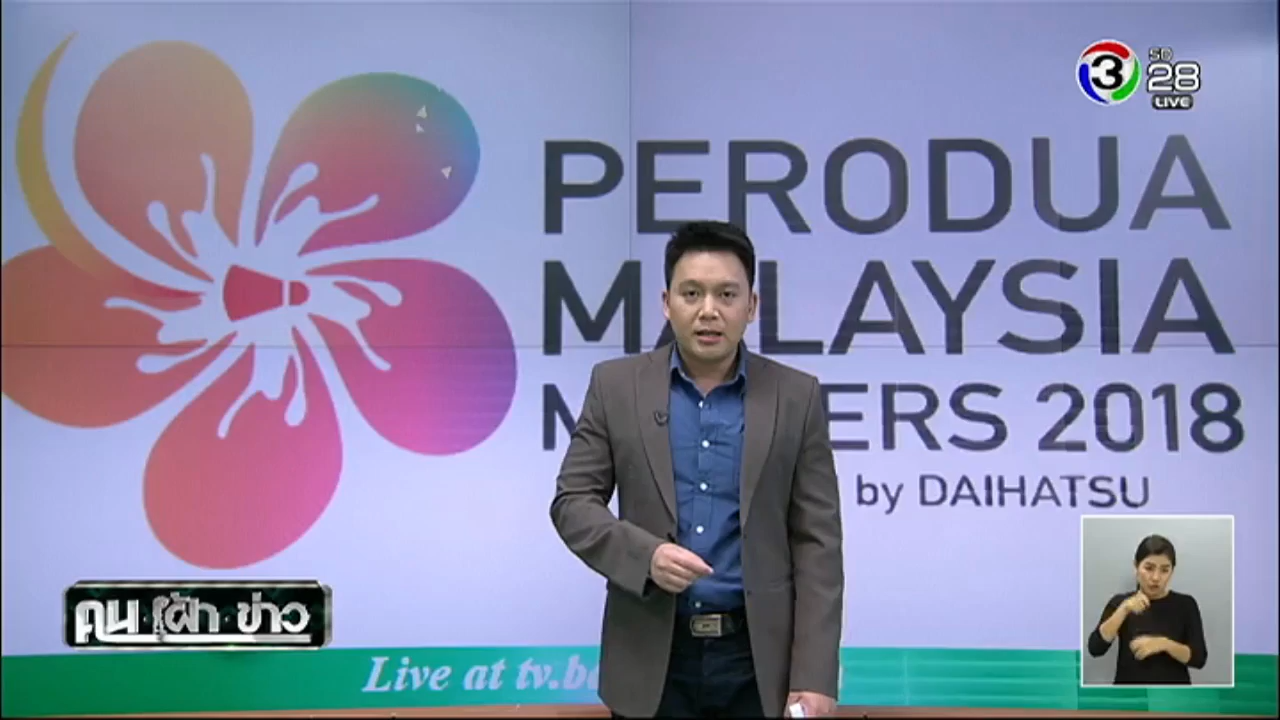 3 SD
28
LIVE
PERODUA
MALAYSIA
M ERS 2018
by DAIHATSU
คน เฝ้า ข่าว
Live at tv.b